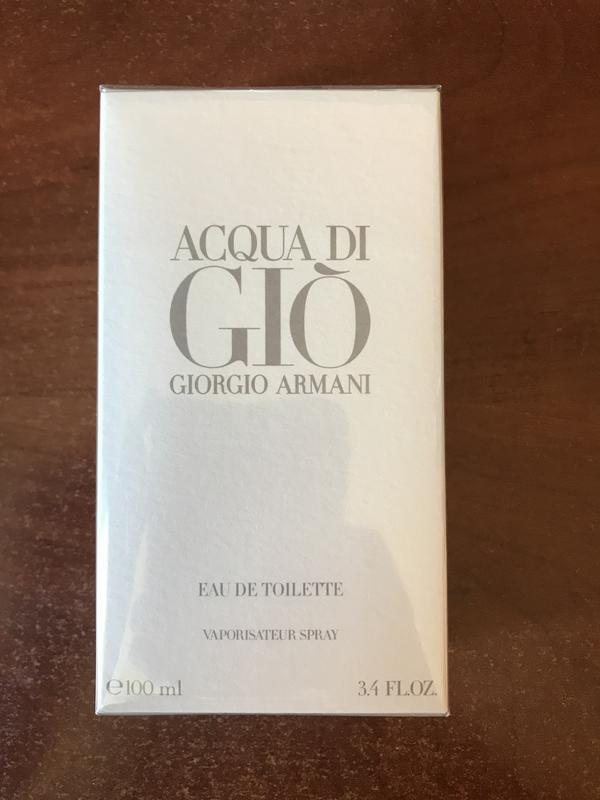 ACQUA DI
GIÒ
GIORGIO ARMANI
EAU DE TOILETTE
VAPORISATEUR SPRAY
℮100 ml 3.4 FL.OZ.